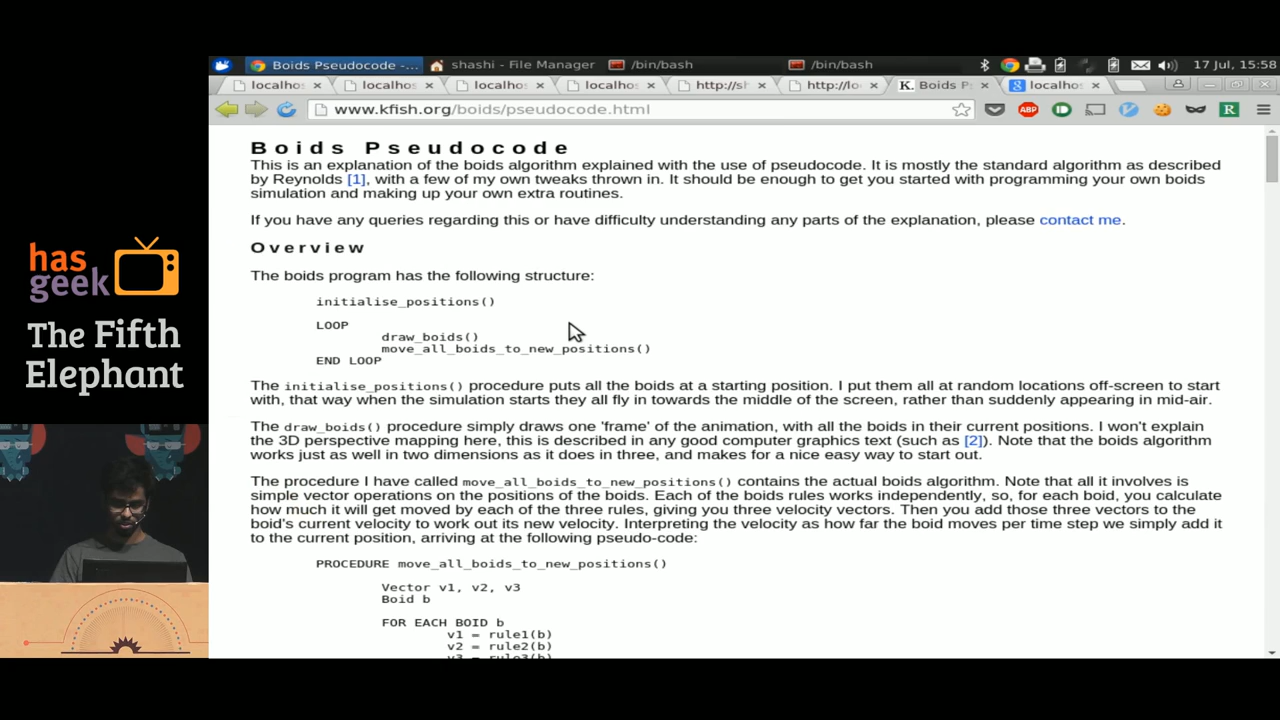 Boids Pseudocode -...
shashi - File Manager
/bin/bash
/bin/bash
17 Jul, 15:58
localhos
localhos
localhos
localhos
http://sh
http://lo
K. Boids P
localhos
www.kfish.org/boids/pseudocode.html
ABP
R
Boids Pseudocode
This is an explanation of the boids algorithm explained with the use of pseudocode. It is mostly the standard algorithm as described
by Reynolds [1], with a few of my own tweaks thrown in. It should be enough to get you started with programming your own boids
simulation and making up your own extra routines.
If you have any queries regarding this or have difficulty understanding any parts of the explanation, please contact me.
Overview
The boids program has the following structure:
initialise_positions()
LOOP
draw_boids()
move_all_boids_to_new_positions()
END LOOP
The initialise_positions() procedure puts all the boids at a starting position. I put them all at random locations off-screen to start
with, that way when the simulation starts they all fly in towards the middle of the screen, rather than suddenly appearing in mid-air.
The draw_boids() procedure simply draws one 'frame' of the animation, with all the boids in their current positions. I won't explain
the 3D perspective mapping here, this is described in any good computer graphics text (such as [2]). Note that the boids algorithm
works just as well in two dimensions as it does in three, and makes for a nice easy way to start out.
The procedure I have called move_all_boids_to_new_positions() contains the actual boids algorithm. Note that all it involves is
simple vector operations on the positions of the boids. Each of the boids rules works independently, so, for each boid, you calculate
how much it will get moved by each of the three rules, giving you three velocity vectors. Then you add those three vectors to the
boid's current velocity to work out its new velocity. Interpreting the velocity as how far the boid moves per time step we simply add it
to the current position, arriving at the following pseudo-code:
PROCEDURE move_all_boids_to_new_positions()
Vector v1, v2, v3
Boid b
FOR EACH BOID b
v1 = rule1(b)
v2 = rule2(b)
v3 = rule3(b)
has
geek
The Fifth
Elephant